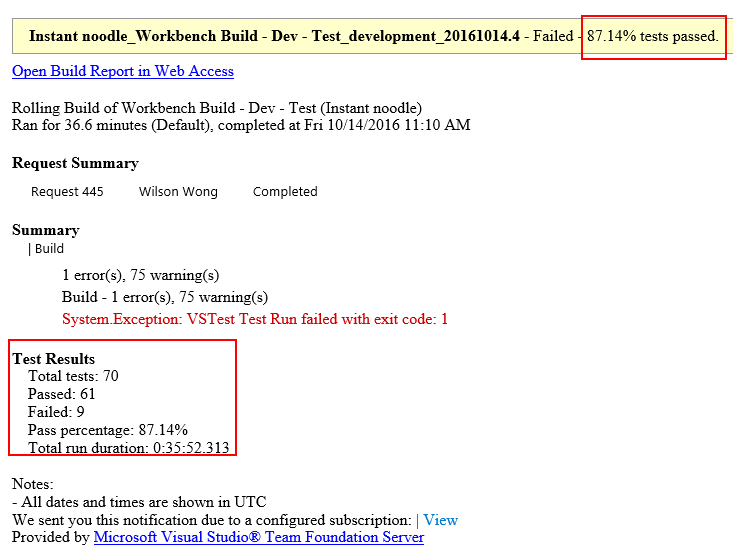 Instant noodle_Workbench Build - Dev - Test_development_20161014.4 - Failed - 87.14% tests passed.
Open Build Report in Web Access
Rolling Build of Workbench Build - Dev - Test (Instant noodle)
Ran for 36.6 minutes (Default), completed at Fri 10/14/2016 11:10 AM
Request Summary
Request 445 Wilson Wong Completed
Summary
| Build
1 error(s), 75 warning(s)
Build - 1 error(s), 75 warning(s)
System.Exception: VSTest Test Run failed with exit code: 1
Test Results
Total tests: 70
Passed: 61
Failed: 9
Pass percentage: 87.14%
Total run duration: 0:35:52.313
Notes:
- All dates and times are shown in UTC
We sent you this notification due to a configured subscription: | View
Provided by Microsoft Visual Studio® Team Foundation Server